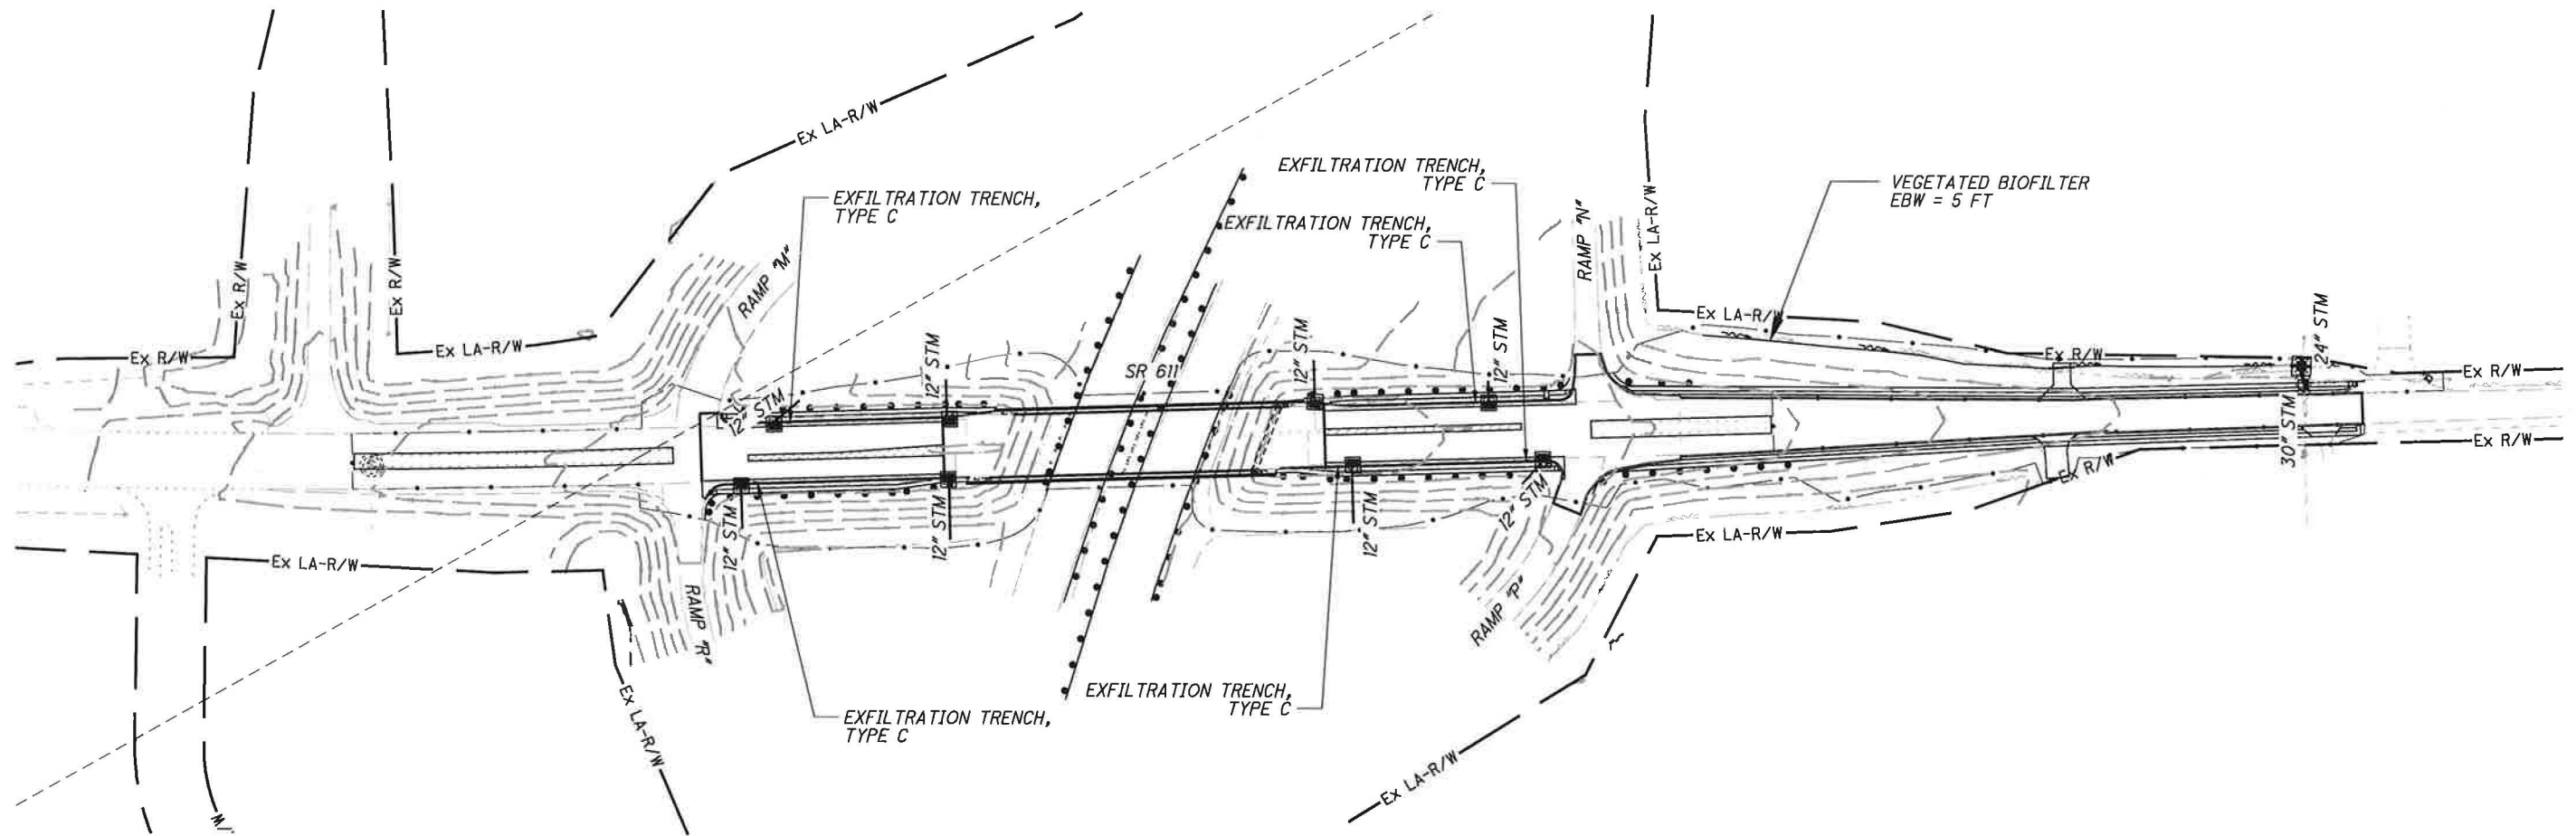 Ex LA-R/W
EXFILTRATION TRENCH,
TYPE C
EXFILTRATION TRENCH,
TYPE C
EXFILTRATION TRENCH,
TYPE C
VEGETATED BIOFILTER
EBW = 5 FT
Ex R/W
Ex R/W
RAMP "M"
RAMP "N"
Ex LA-R/W
Ex R/W
Ex LA-R/W
12" STM
12" STM
SR 611
12" STM
12" STM
Ex LA-R/W
Ex R/W
24" STM
Ex R/W
30" STM
Ex R/W
Ex R/W
12" STM
12" STM
12" STM
12" STM
Ex LA-R/W
Ex LA-R/W
RAMP "R"
RAMP "P"
Ex LA-R/W
EXFILTRATION TRENCH,
TYPE C
EXFILTRATION TRENCH,
TYPE C
Ex LA-R/W